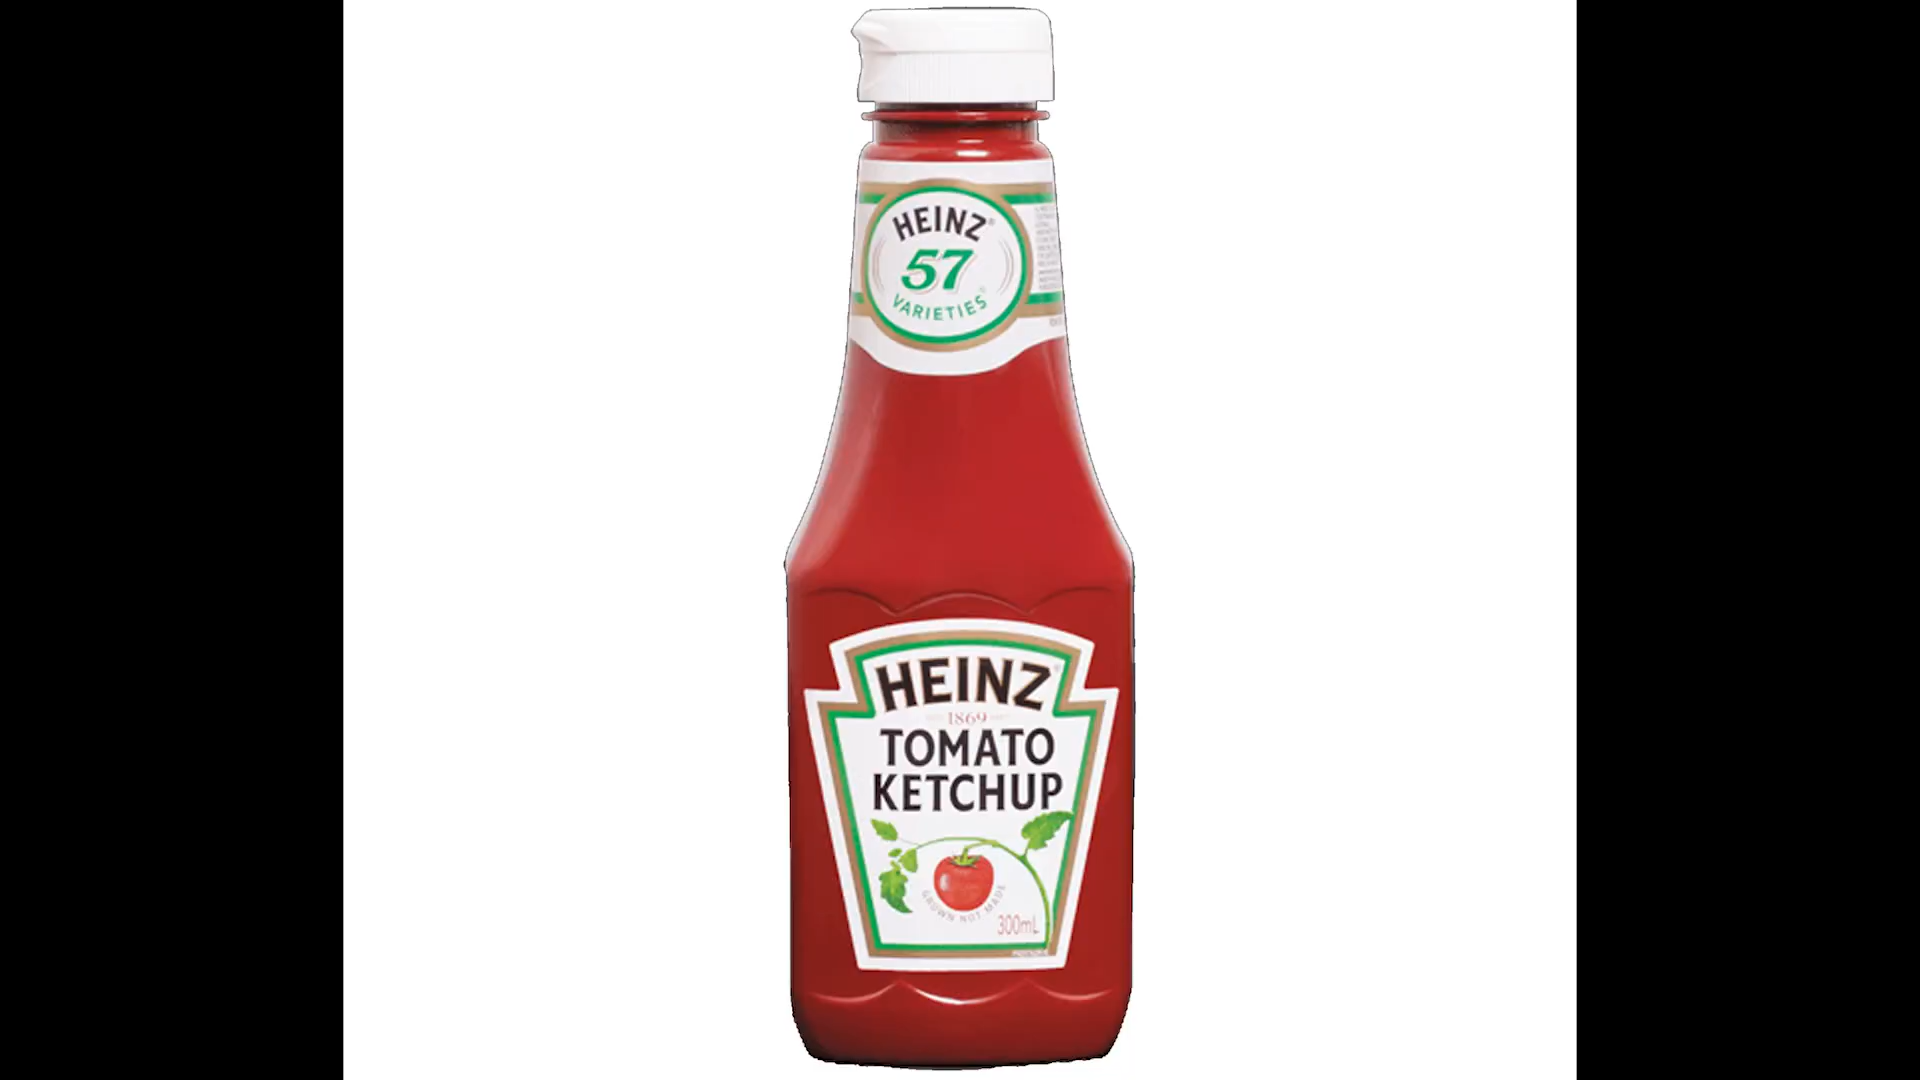 HEINZ®
57
VARIETIES®
HEINZ®
1869
TOMATO
KETCHUP
GROWN NOT MADE
300mL